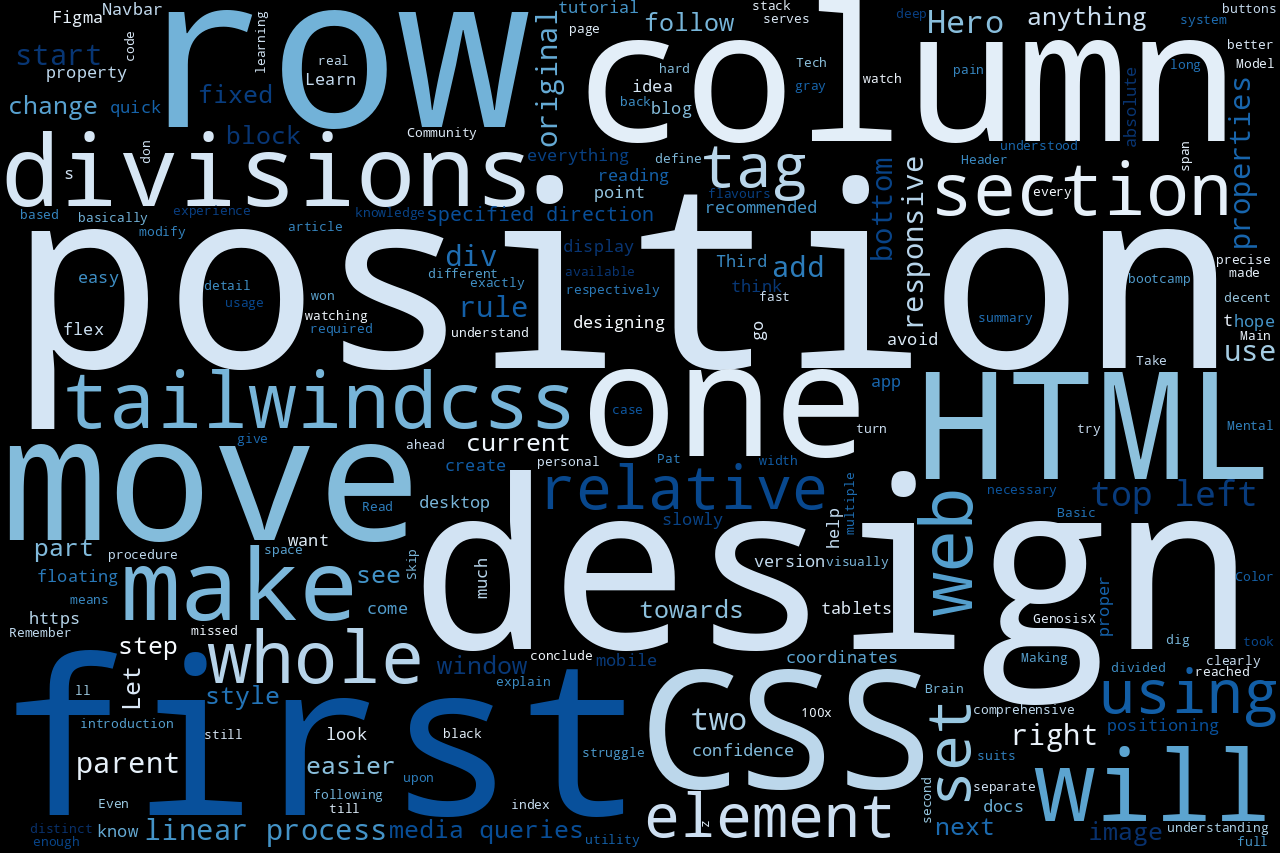 Figma
Navbar
row
learning
code
start
property
real
Learn
change
quick
fixed
block
Community
don
divisions
s
original
tutorial
page
follow
stack
serves
hard
idea
back
blog
column
Tech
gray
watch
deep
Hero
anything
system
buttons
better
Model
long
pain
absolute
properties
understood
span
everything
reading
point
define
tag
flavours
recommended
bottom
responsive
Header
every
section
based
basically
modify
experience
article
knowledge
specified direction
position
easy
detail
usage
won
watching
required
flex
div
different
exactly
rule
understand
display
available
respectively
designing
Third
think
add
fast
go
avoid
summary
bootcamp
precise
made
decent
t
hope
Main
use
Take
tailwindcss
one
case
app
turn
HTML
try
Mental
give
ahead
current
create
personal
Pat
width
move
Read
desktop
relative
slowly
multiple
help
web
necessary
top left
Basic
part
procedure
space
want
Skip
floating
means
make
see
come
much
design
version
visually
towards
tablets
proper
Color
GenosisX
dig
took
https
Remember
missed
step
Let
whole
window
conclude
mobile
explain
coordinates
Making
divided
clearly
reached
using
first
ll
style
introduction
still
look
black
parent
easier
upon
following
till
index
struggle
CSS
two
100x
confidence
Brain
set
comprehensive
positioning
right
suits
separate
docs
will
Even
distinct
enough
know
linear process
media queries
utility
element
z
second
next
image
understanding
full